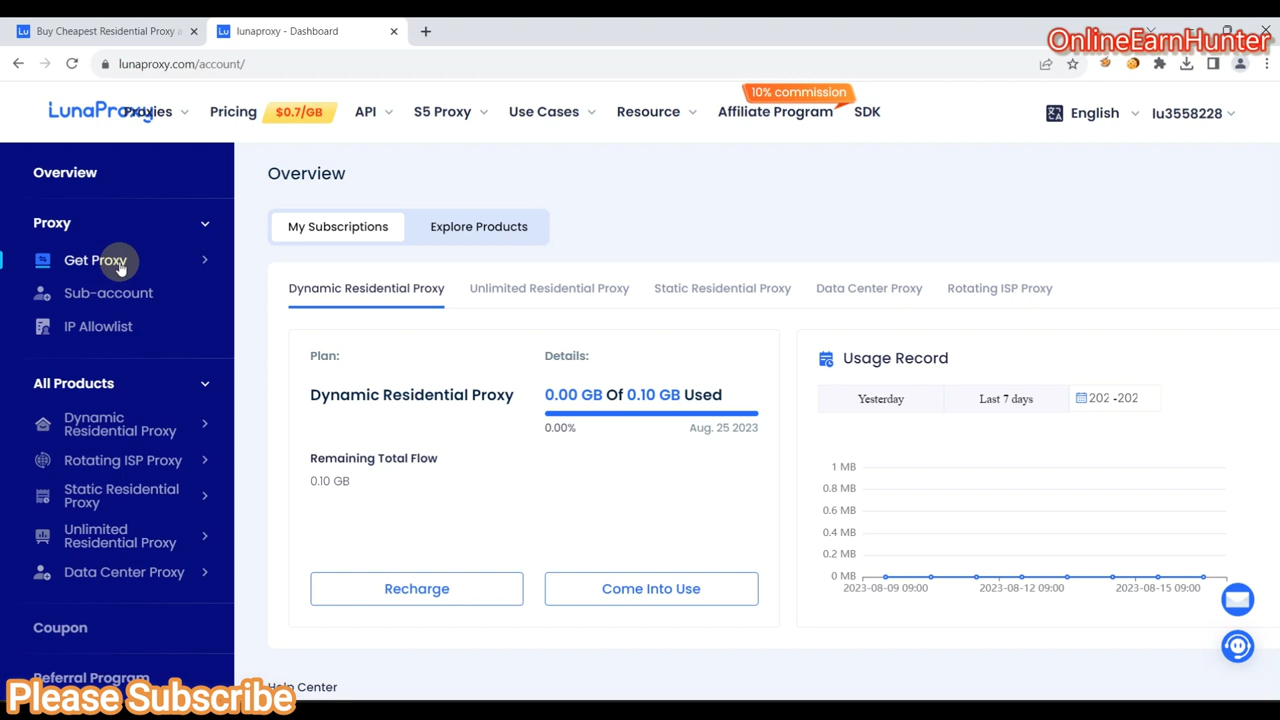 Buy Cheapest Residential Proxy a
lunaproxy - Dashboard
OnlineEarnHunter
lunaproxy.com/account/
LunaProxy
Proxies
Pricing
$0.7/GB
API
S5 Proxy
Use Cases
Resource
10% commission
Affiliate Program
SDK
English
lu3558228
Overview
Proxy
Get Proxy
Sub-account
IP Allowlist
All Products
Dynamic
Residential Proxy
Rotating ISP Proxy
Static Residential
Proxy
Unlimited
Residential Proxy
Data Center Proxy
Coupon
Referral Program
Overview
My Subscriptions
Explore Products
Dynamic Residential Proxy
Unlimited Residential Proxy
Static Residential Proxy
Data Center Proxy
Rotating ISP Proxy
Plan:
Dynamic Residential Proxy
Details:
0.00 GB Of 0.10 GB Used
0.00%
Aug. 25 2023
Remaining Total Flow
0.10 GB
Recharge
Come Into Use
Usage Record
Yesterday
Last 7 days
202 -202
1 MB
0.8 MB
0.6 MB
0.4 MB
0.2 MB
0 MB
2023-08-09 09:00
2023-08-12 09:00
2023-08-15 09:00
Help Center
Please Subscribe